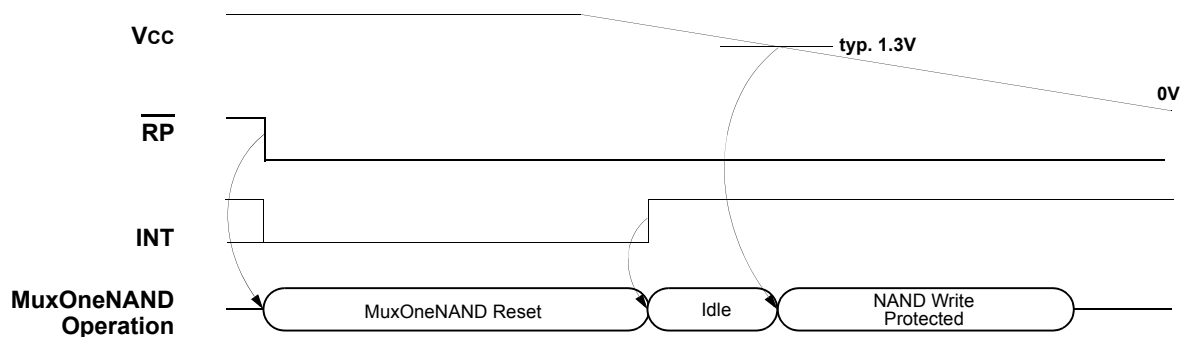 VCC
typ. 1.3V
0V
RP
INT
MuxOneNAND
Operation
MuxOneNAND Reset
Idle
NAND Write
Protected